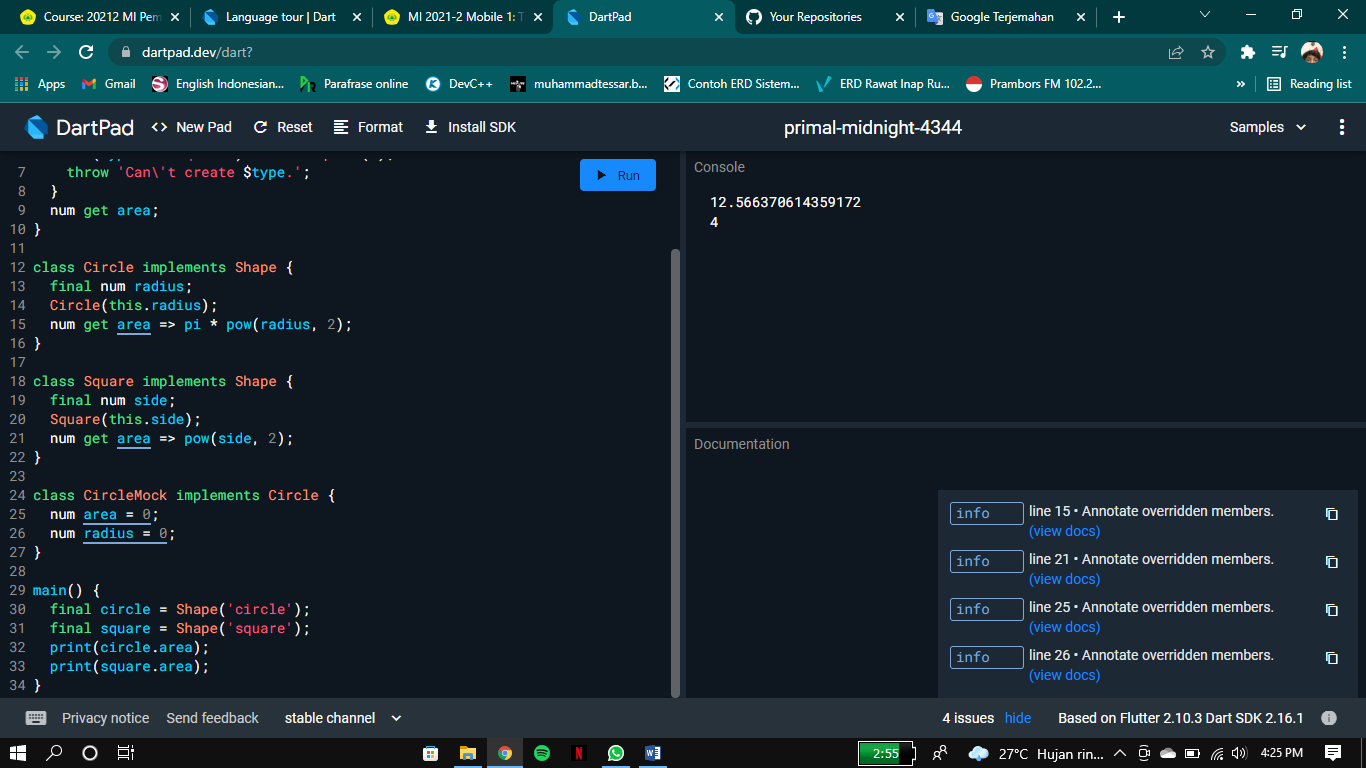 Course: 20212 MI Pem
Language tour | Dart
MI 2021-2 Mobile 1: T
DartPad
Your Repositories
Google Terjemahan
dartpad.dev/dart?
Apps
Gmail
English Indonesian...
Parafrase online
DevC++
muhammadtessar.b...
Contoh ERD Sistem...
ERD Rawat Inap Ru...
Prambors FM 102.2...
»
Reading list
DartPad
<> New Pad
Reset
Format
Install SDK
primal-midnight-4344
Samples
7 throw 'Can\'t create $type.';
8 }
9 num get area;
10 }
11
12 class Circle implements Shape {
13 final num radius;
14 Circle(this.radius);
15 num get area => pi * pow(radius, 2);
16 }
17
18 class Square implements Shape {
19 final num side;
20 Square(this.side);
21 num get area => pow(side, 2);
22 }
23
24 class CircleMock implements Circle {
25 num area = 0;
26 num radius = 0;
27 }
28
29 main() {
30 final circle = Shape('circle');
31 final square = Shape('square');
32 print(circle.area);
33 print(square.area);
34 }
Run
Console
12.566370614359172
4
Documentation
info line 15 • Annotate overridden members.
(view docs)
info line 21 • Annotate overridden members.
(view docs)
info line 25 • Annotate overridden members.
(view docs)
info line 26 • Annotate overridden members.
(view docs)
Privacy notice
Send feedback
stable channel
4 issues hide
Based on Flutter 2.10.3 Dart SDK 2.16.1
2:55
27°C Hujan rin...
4:25 PM